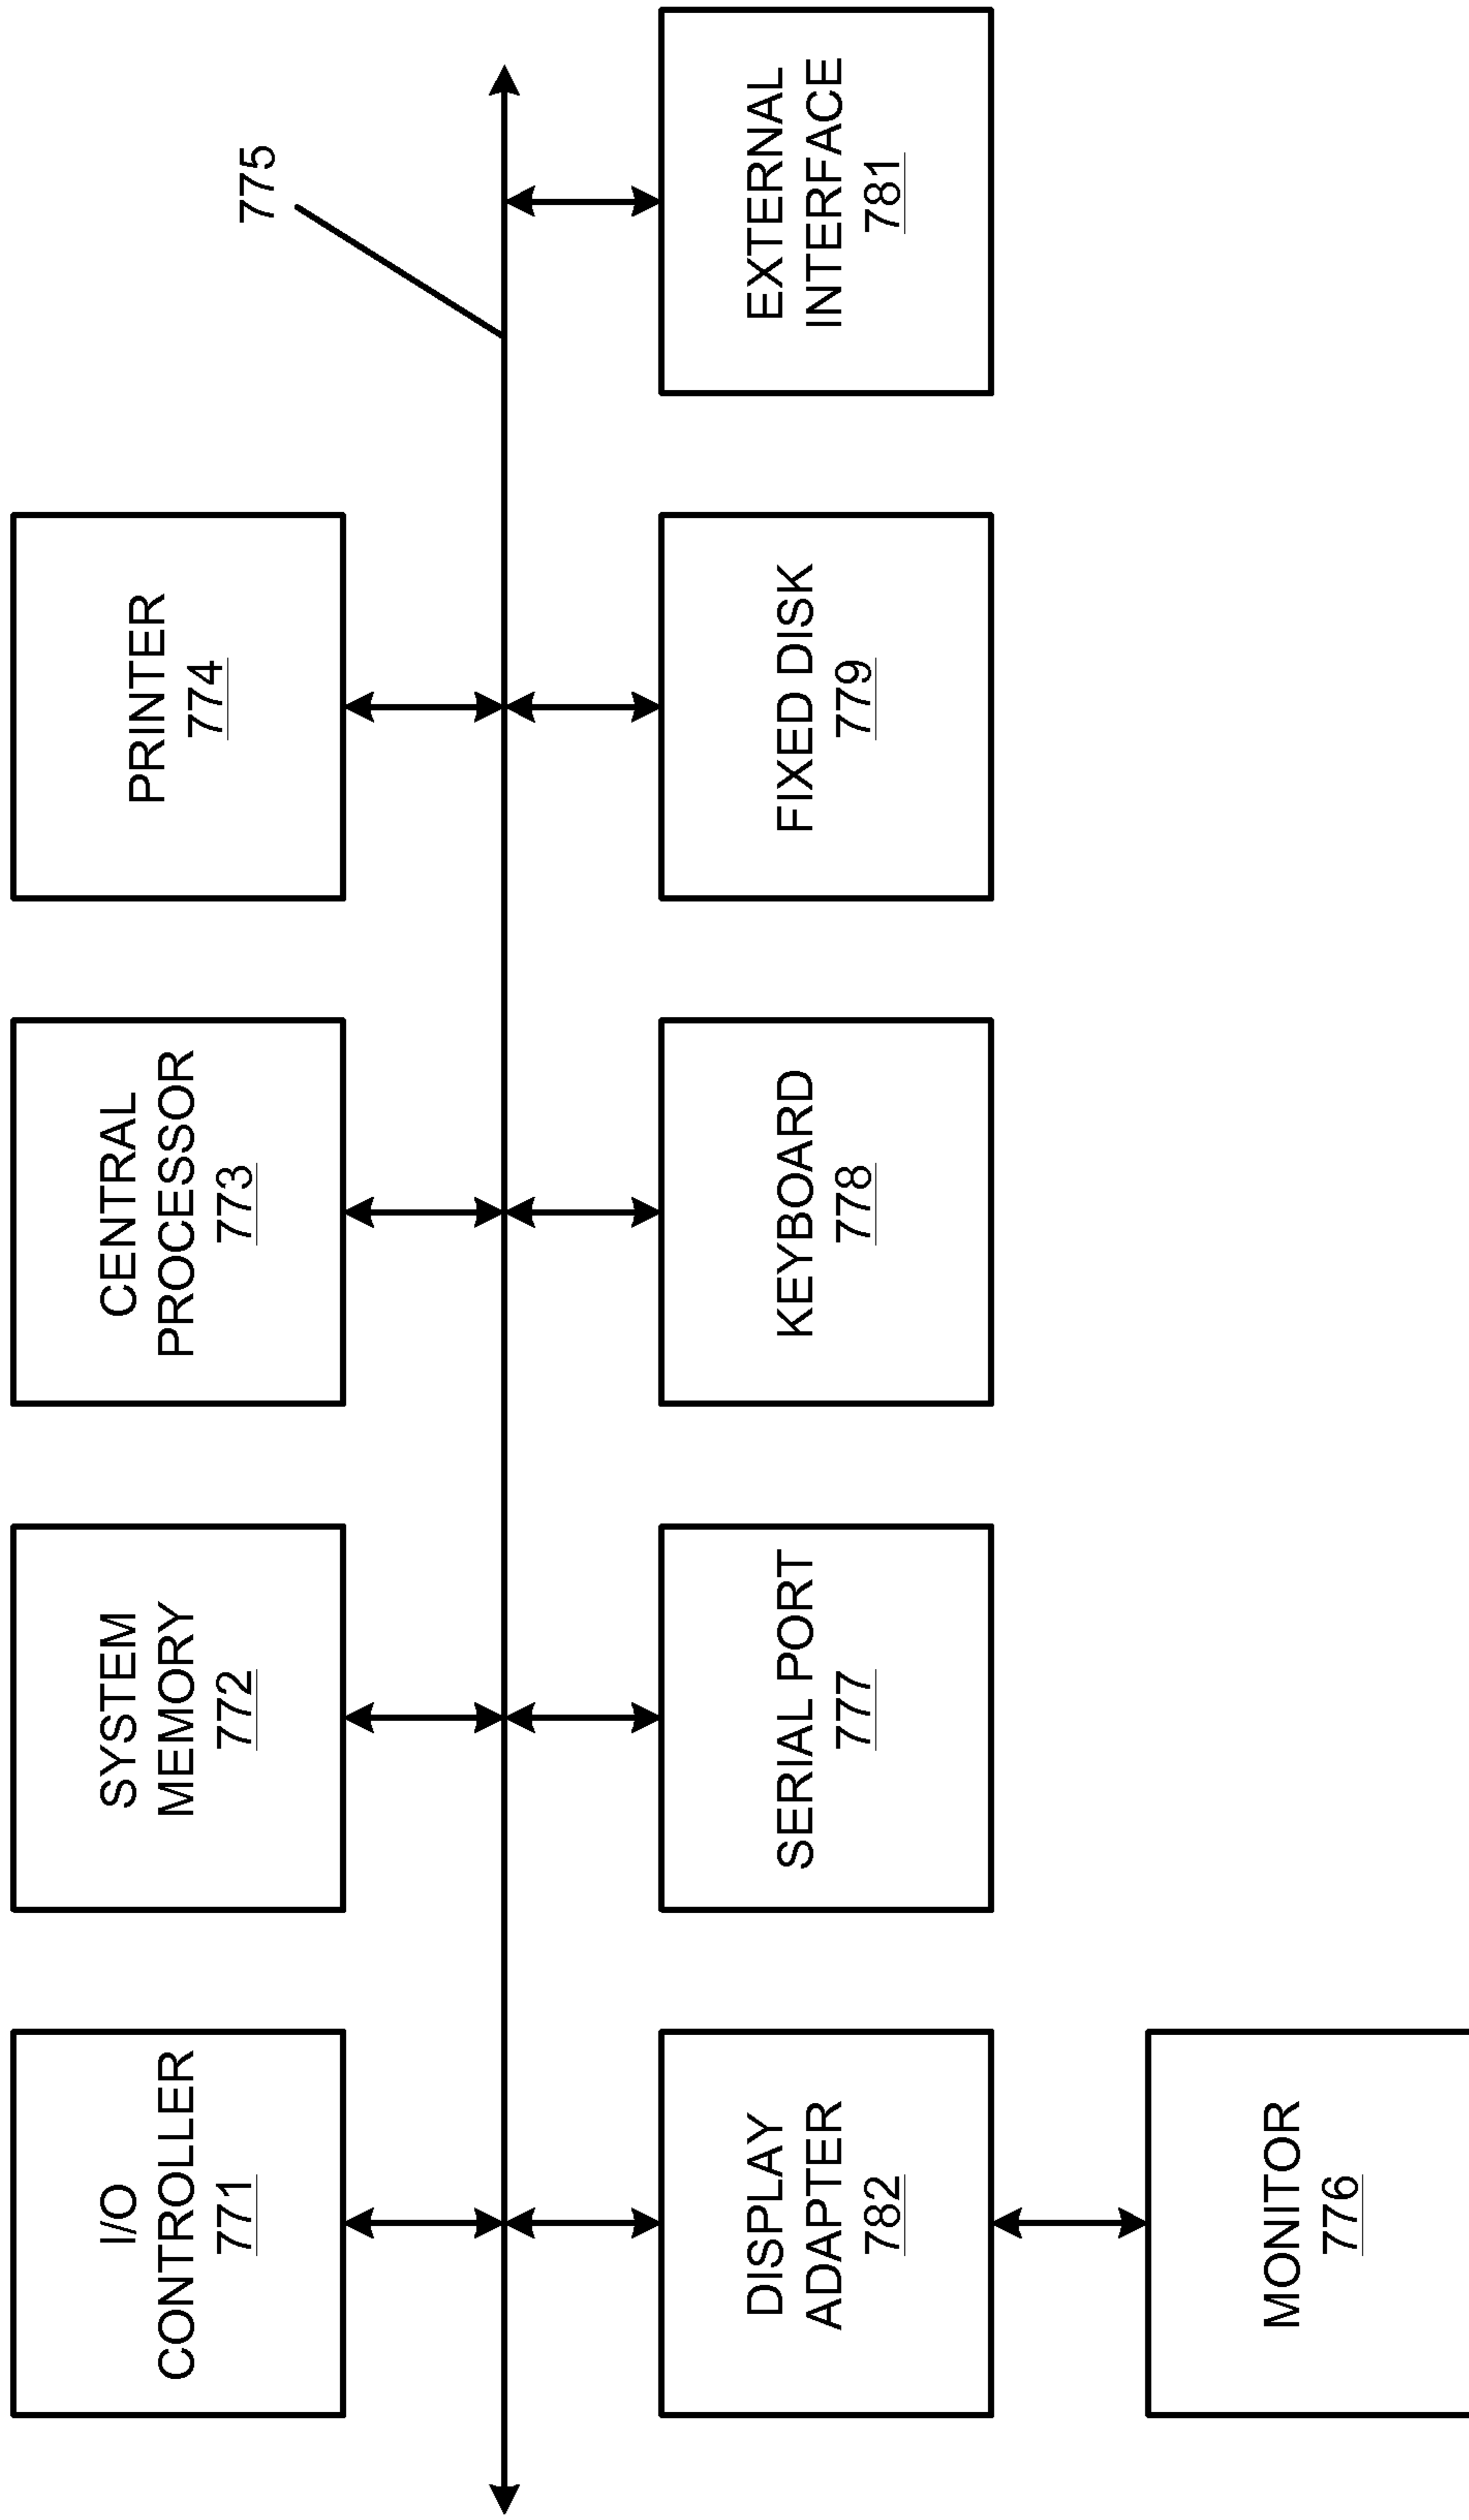 I/O
CONTROLLER
771
SYSTEM
MEMORY
772
CENTRAL
PROCESSOR
773
PRINTER
774
775
DISPLAY
ADAPTER
782
SERIAL PORT
777
KEYBOARD
778
FIXED DISK
779
EXTERNAL
INTERFACE
781
MONITOR
776